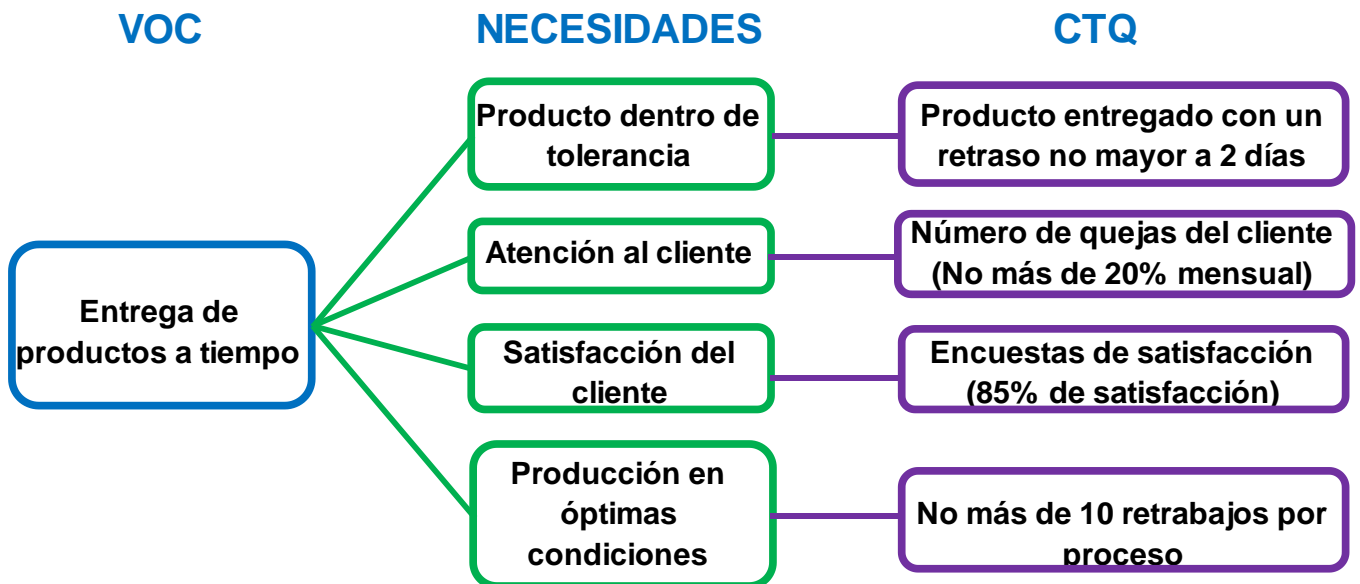 VOC
NECESIDADES
CTQ
Entrega de
productos a tiempo
Producto dentro de
tolerancia
Producto entregado con un
retraso no mayor a 2 días
Atención al cliente
Número de quejas del cliente
(No más de 20% mensual)
Satisfacción del
cliente
Encuestas de satisfacción
(85% de satisfacción)
Producción en
óptimas
condiciones
No más de 10 retrabajos por
proceso